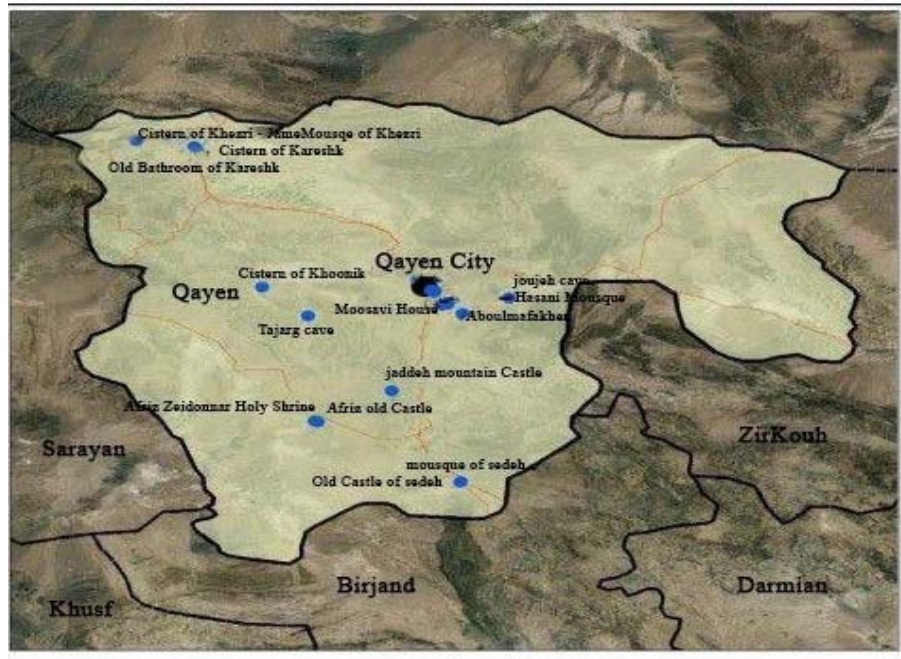 Cistern of Khezri - JameMousqe of Khezri
Cistern of Kareshk
Old Bathroom of Kareshk
Qayen City
Cistern of Khoonik
joujeh cave
Qayen
Hasani Mousque
Moosavi House
Aboulmafakher
Tajarg cave
jaddeh mountain Castle
Afriz Zeidonnar Holy Shrine
Afriz old Castle
ZirKouh
Sarayan
mousque of sedeh
Old Castle of sedeh
Birjand
Darmian
Khusf